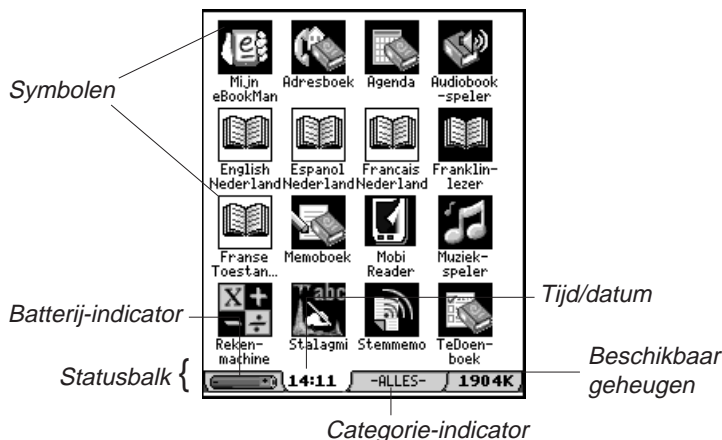 Symbolen
Mijn
eBookMan
Adresboek
Agenda
Audiobook
-speler
English
Nederland
Espanol
Nederland
Francais
Nederland
Franklin-
lezer
Franse
Toestan...
Memoboek
Mobi
Reader
Muziek-
speler
X + - ÷
Reken-
machine
abc
Stalagmi
Stemmemo
TeDoen-
boek
Batterij-indicator
Tijd/datum
Statusbalk {
14:11
-ALLES-
1904K
Beschikbaar
geheugen
Categorie-indicator